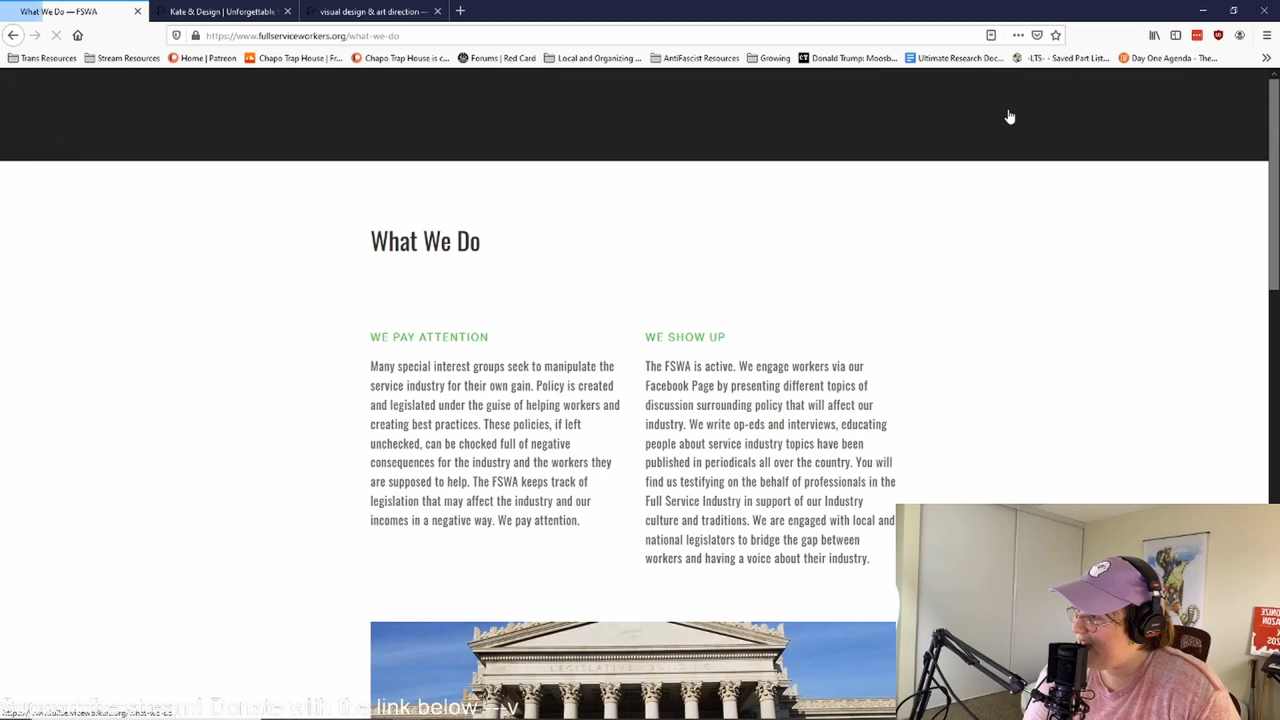 What We Do — FSWA
Kate & Design | Unforgettable
visual design & art direction —
https://www.fullserviceworkers.org/what-we-do
Trans Resources
Stream Resources
Home | Patreon
Chapo Trap House | Fr...
Chapo Trap House is c...
Forums | Red Card
Local and Organizing ...
AntiFascist Resources
Growing
Donald Trump: Moosb...
Ultimate Research Doc...
-LTS- - Saved Part List...
Day One Agenda - The...
What We Do
WE PAY ATTENTION
Many special interest groups seek to manipulate the
service industry for their own gain. Policy is created
and legislated under the guise of helping workers and
creating best practices. These policies, if left
unchecked, can be chocked full of negative
consequences for the industry and the workers they
are supposed to help. The FSWA keeps track of
legislation that may affect the industry and our
incomes in a negative way. We pay attention.
WE SHOW UP
The FSWA is active. We engage workers via our
Facebook Page by presenting different topics of
discussion surrounding policy that will affect our
industry. We write op-eds and interviews, educating
people about service industry topics have been
published in periodicals all over the country. You will
find us testifying on the behalf of professionals in the
Full Service Industry in support of our Industry
culture and traditions. We are engaged with local and
national legislators to bridge the gap between
workers and having a voice about their industry.
LEGISLATIVE BUILDING
Donate with the link below